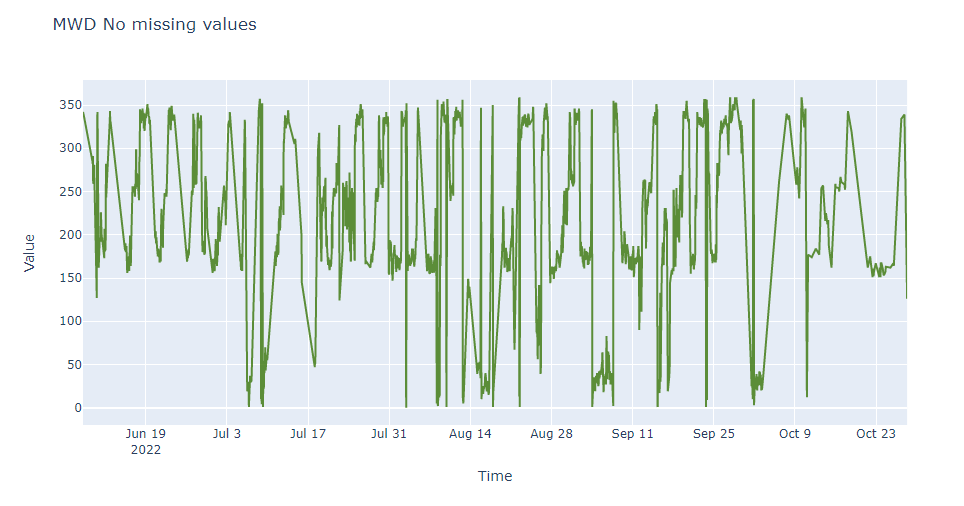 MWD No missing values
Value
350
300
250
200
150
100
50
0
Jun 19
2022
Jul 3
Jul 17
Jul 31
Aug 14
Aug 28
Sep 11
Sep 25
Oct 9
Oct 23
Time